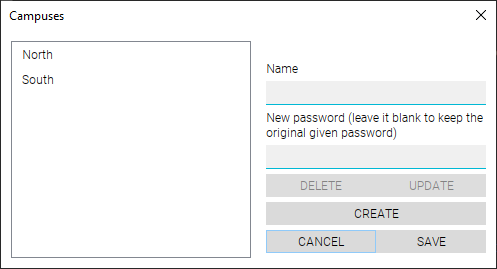 Campuses
North
South
Name
New password (leave it blank to keep the
original given password)
DELETE
UPDATE
CREATE
CANCEL
SAVE